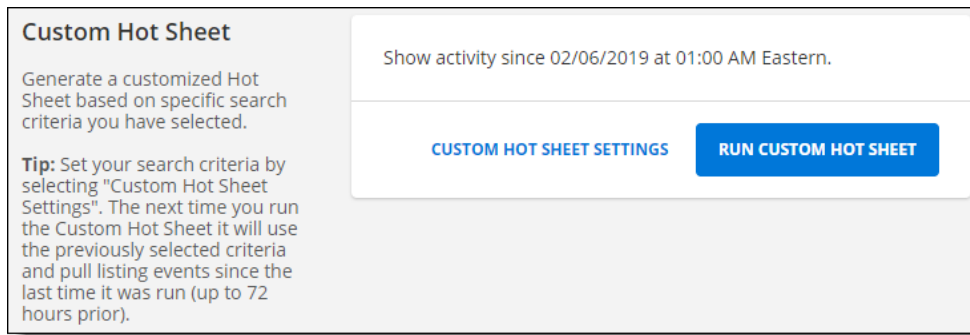 Custom Hot Sheet
Generate a customized Hot
Sheet based on specific search
criteria you have selected.
Tip: Set your search criteria by
selecting "Custom Hot Sheet
Settings". The next time you run
the Custom Hot Sheet it will use
the previously selected criteria
and pull listing events since the
last time it was run (up to 72
hours prior).
Show activity since 02/06/2019 at 01:00 AM Eastern.
CUSTOM HOT SHEET SETTINGS
RUN CUSTOM HOT SHEET